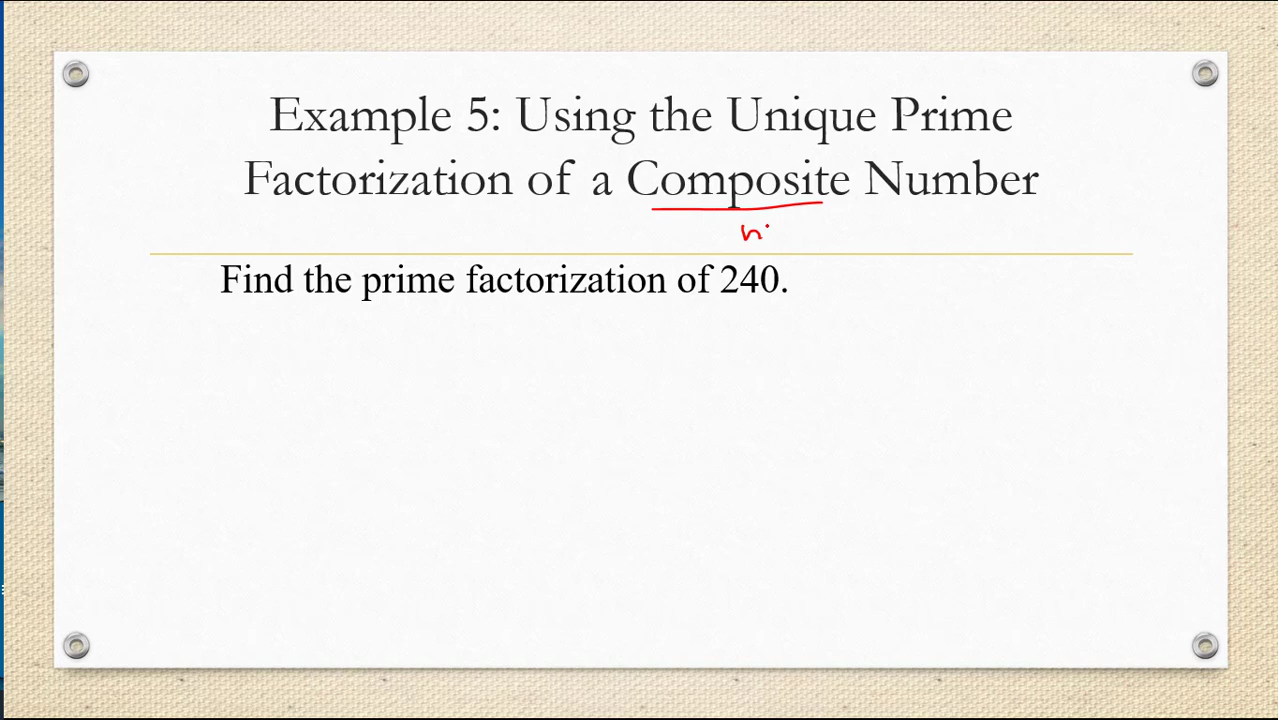 Example 5: Using the Unique Prime
Factorization of a Composite Number
Find the prime factorization of 240.